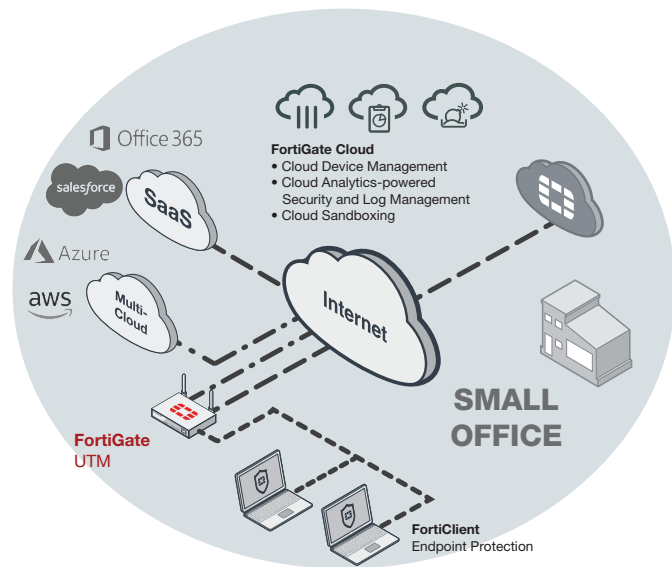 Office 365
salesforce
SaaS
Azure
aws
Multi-
Cloud
FortiGate Cloud
• Cloud Device Management
• Cloud Analytics-powered
Security and Log Management
• Cloud Sandboxing
Internet
SMALL
OFFICE
FortiGate
UTM
FortiClient
Endpoint Protection